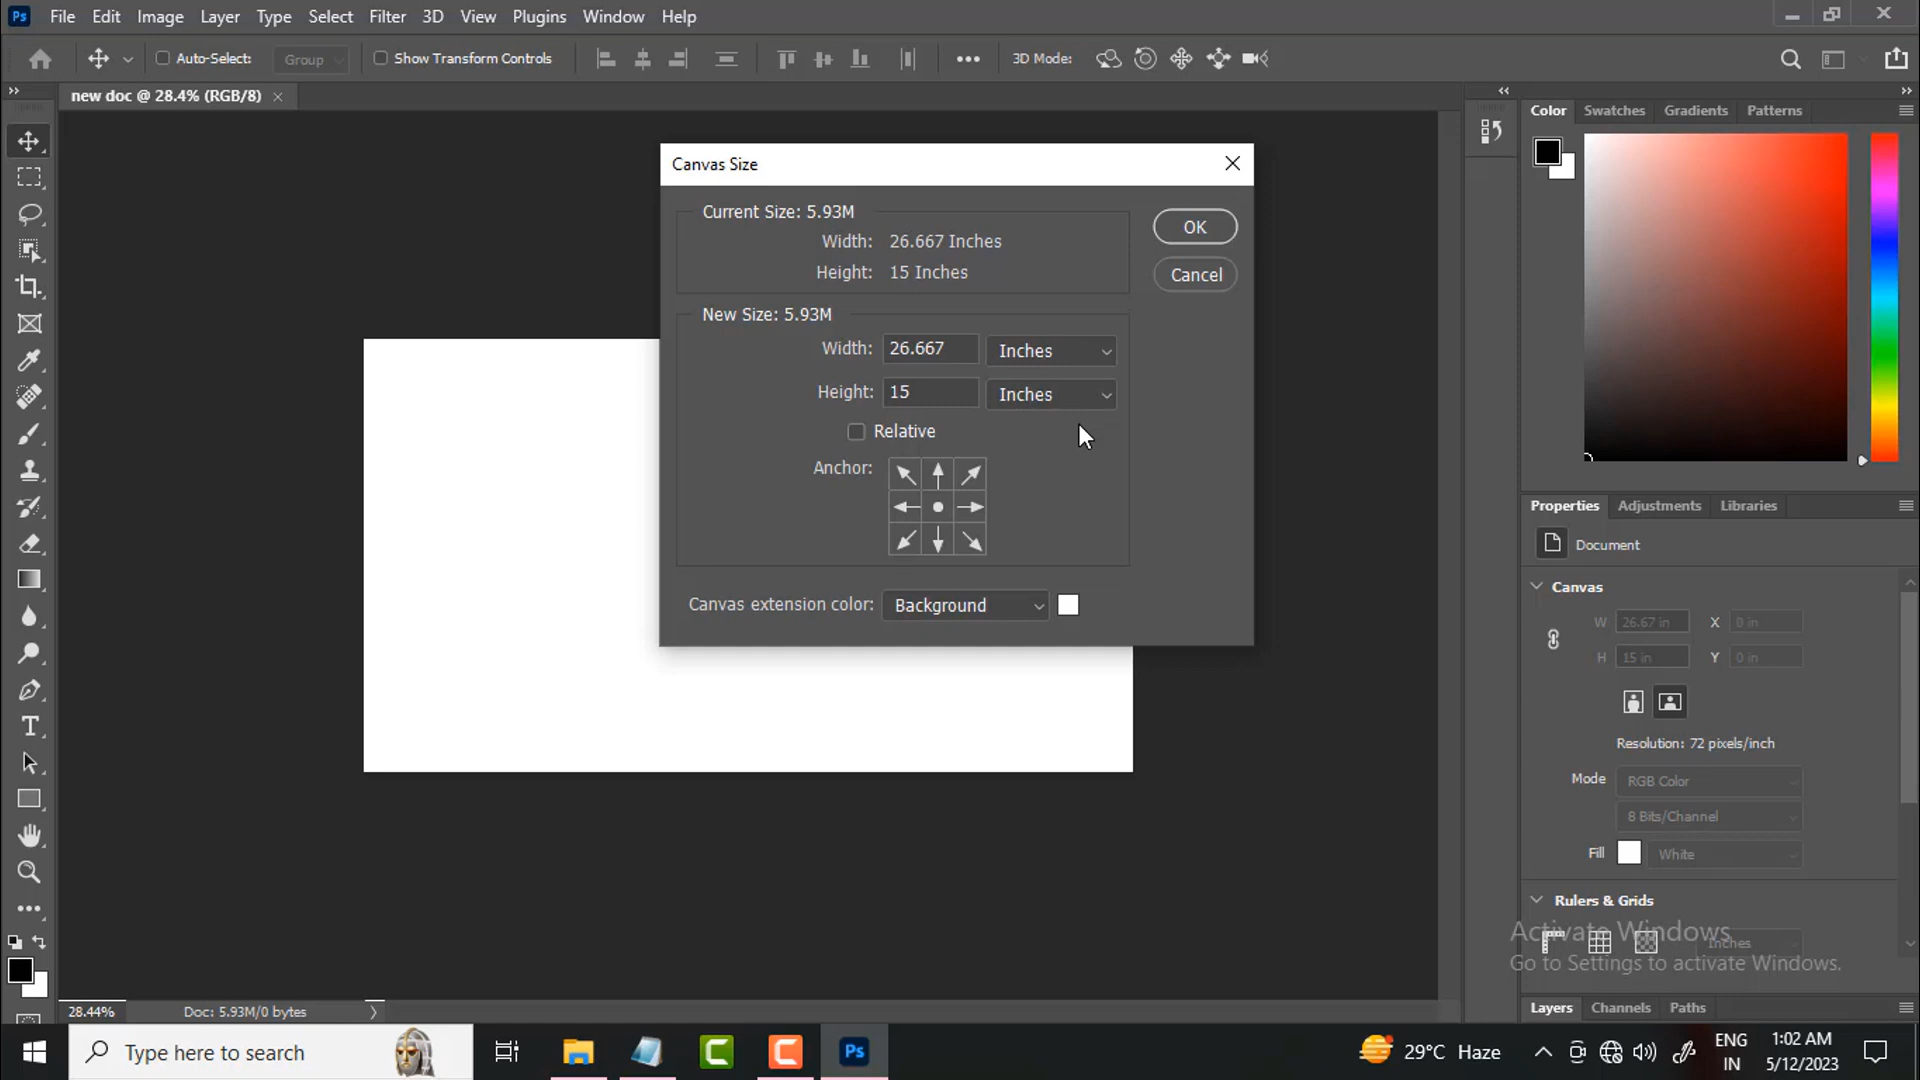 Ps File Edit Image Layer Type Select Filter 3D View Plugins Window Help
Auto-Select: Group Show Transform Controls 3D Mode:
new doc @ 28.4% (RGB/8)
Color Swatches Gradients Patterns
Canvas Size
Current Size: 5.93M
Width: 26.667 Inches
Height: 15 Inches
OK
Cancel
New Size: 5.93M
Width: 26.667 Inches
Height: 15 Inches
Relative
Anchor:
Canvas extension color: Background
Properties Adjustments Libraries
Document
Canvas
W 26.67 in X 0 in
H 15 in Y 0 in
Resolution: 72 pixels/inch
Mode RGB Color
8 Bits/Channel
Fill White
Rulers & Grids
Inches
Activate Windows
Go to Settings to activate Windows.
Layers Channels Paths
28.44% Doc: 5.93M/0 bytes
Type here to search
C C Ps
29°C Haze
ENG
IN
1:02 AM
5/12/2023